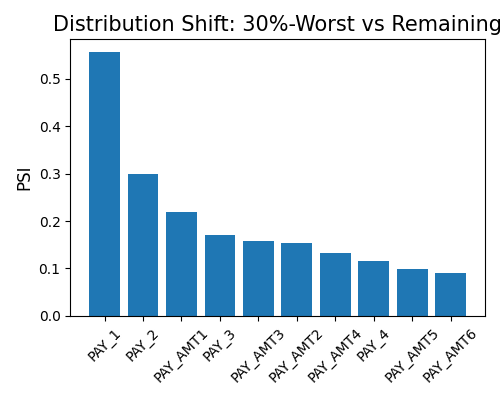 Distribution Shift: 30%-Worst vs Remaining
PSI
0.5
0.4
0.3
0.2
0.1
0.0
PAY_1
PAY_2
PAY_AMT1
PAY_3
PAY_AMT3
PAY_AMT2
PAY_AMT4
PAY_4
PAY_AMT5
PAY_AMT6